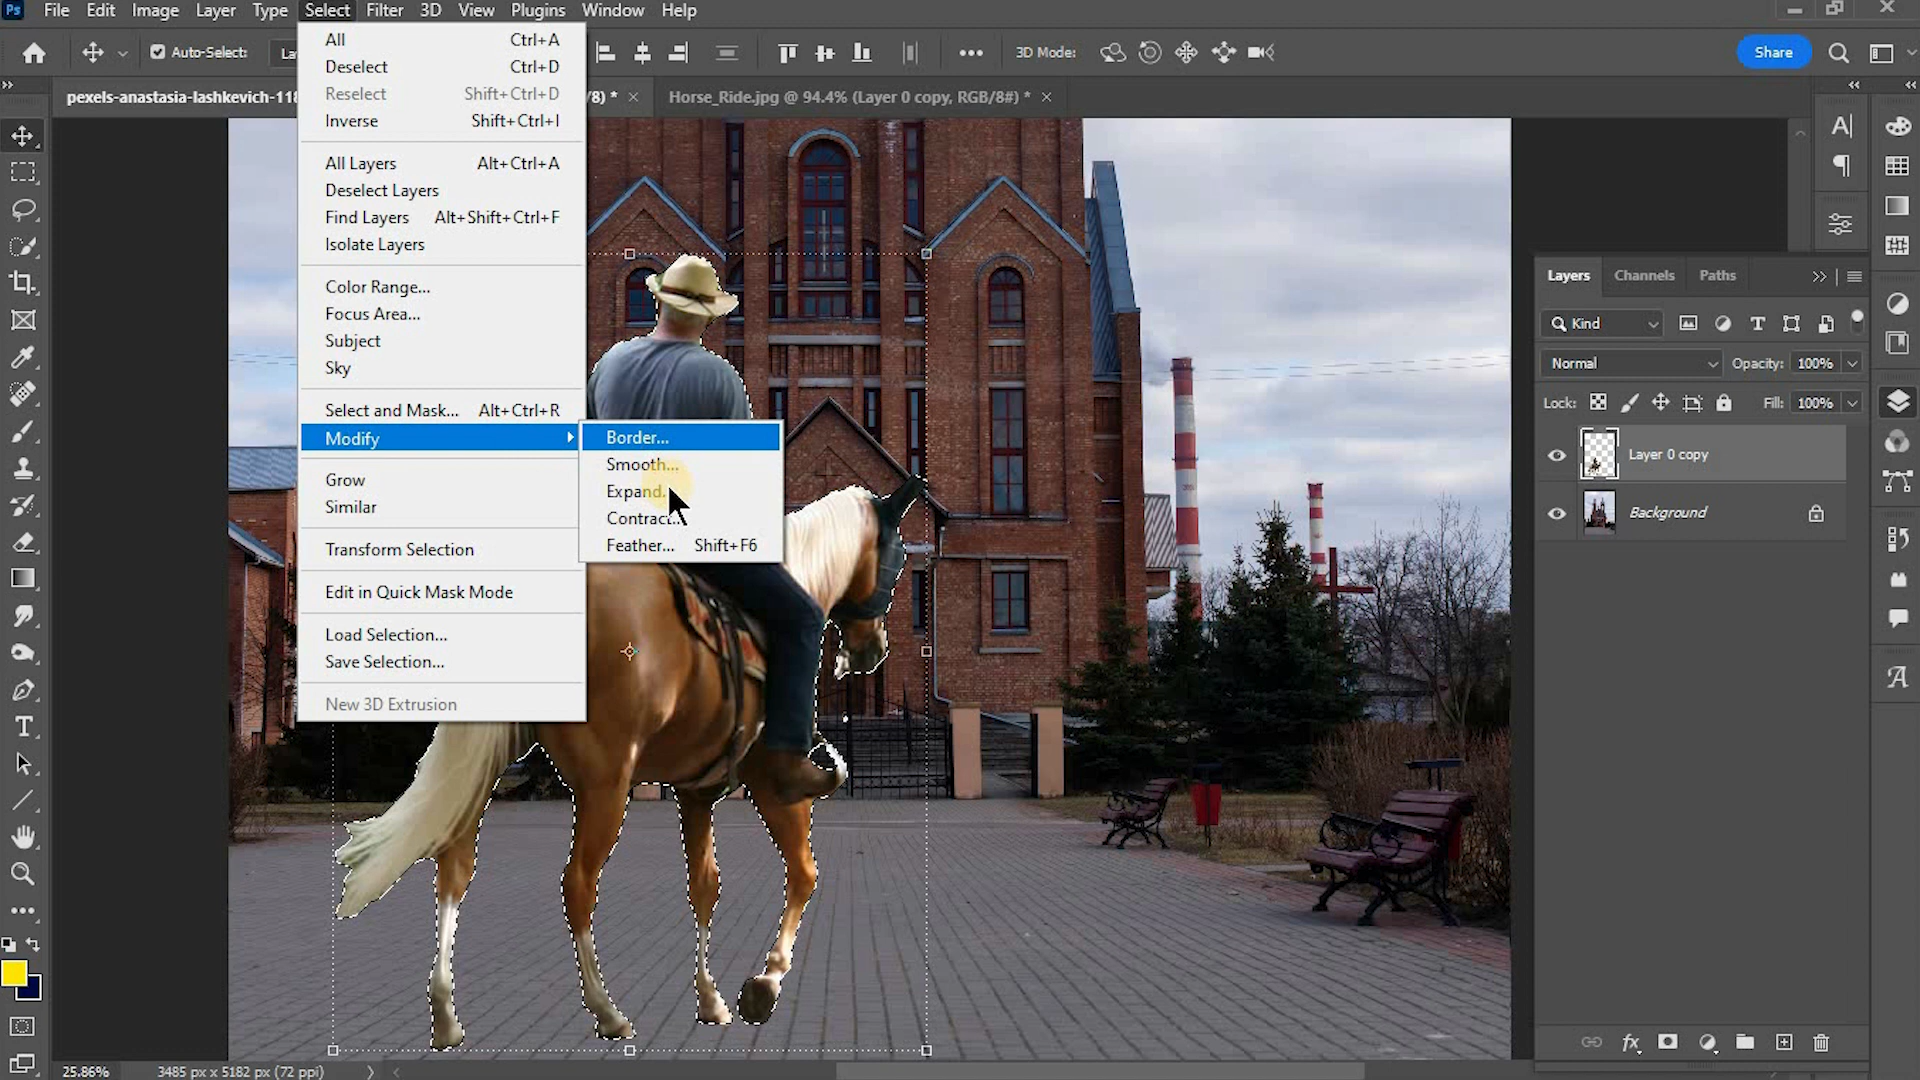 Ps File Edit Image Layer Type Select Filter 3D View Plugins Window Help
Auto-Select: La
3D Mode:
Share
pexels-anastasia-lashkevich-118 /8) * ×
Horse_Ride.jpg @ 94.4% (Layer 0 copy, RGB/8#) * ×
All Ctrl+A
Deselect Ctrl+D
Reselect Shift+Ctrl+D
Inverse Shift+Ctrl+I
All Layers Alt+Ctrl+A
Deselect Layers
Find Layers Alt+Shift+Ctrl+F
Isolate Layers
Color Range...
Focus Area...
Subject
Sky
Select and Mask... Alt+Ctrl+R
Modify
Grow
Similar
Transform Selection
Edit in Quick Mask Mode
Load Selection...
Save Selection...
New 3D Extrusion
Border...
Smooth...
Expand...
Contract...
Feather... Shift+F6
Layers Channels Paths
Kind
Normal Opacity: 100%
Lock: Fill: 100%
Layer 0 copy
Background
25.86% 3485 px x 5182 px (72 ppi)